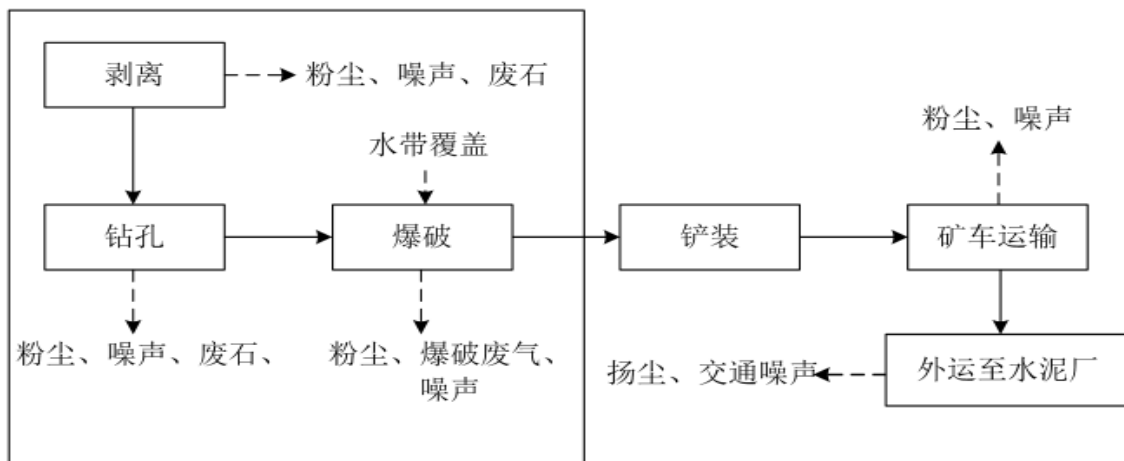 剥离
粉尘、噪声、废石
粉尘、噪声
水带覆盖
钻孔
爆破
铲装
矿车运输
粉尘、噪声、废石、
粉尘、爆破废气、
噪声
扬尘、交通噪声
外运至水泥厂